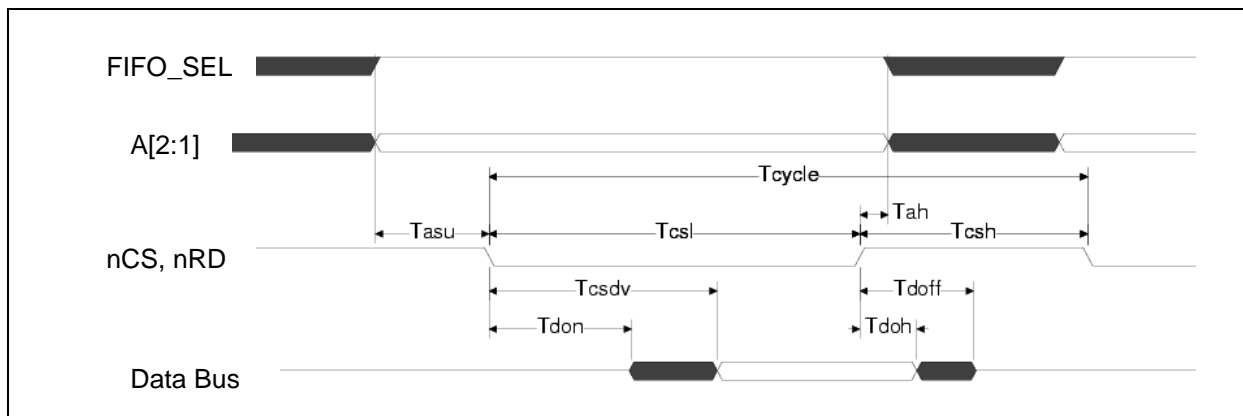 FIFO_SEL
A[2:1]
Tcycle
Tah
Tasu
Tcsl
Tcsh
nCS, nRD
Tcsdv
Tdoff
Tdon
Tdoh
Data Bus